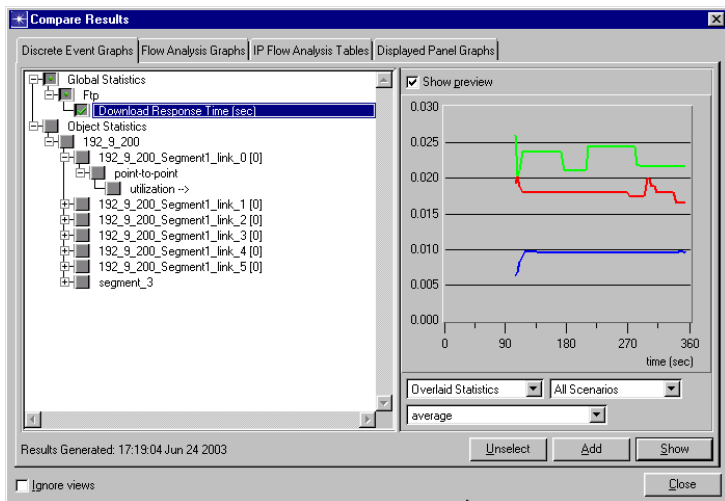 Compare Results
Discrete Event Graphs Flow Analysis Graphs IP Flow Analysis Tables Displayed Panel Graphs
Global Statistics
Ftp
Download Response Time (sec)
Object Statistics
192_9_200
192_9_200_Segment1_link_0 [0]
point-to-point
utilization -->
192_9_200_Segment1_link_1 [0]
192_9_200_Segment1_link_2 [0]
192_9_200_Segment1_link_3 [0]
192_9_200_Segment1_link_4 [0]
192_9_200_Segment1_link_5 [0]
segment_3
Show preview
0.030
0.025
0.020
0.015
0.010
0.005
0.000
0 90 180 270 360
time (sec)
Overlaid Statistics All Scenarios
average
Results Generated: 17:19:04 Jun 24 2003
Unselect Add Show
Ignore views
Close